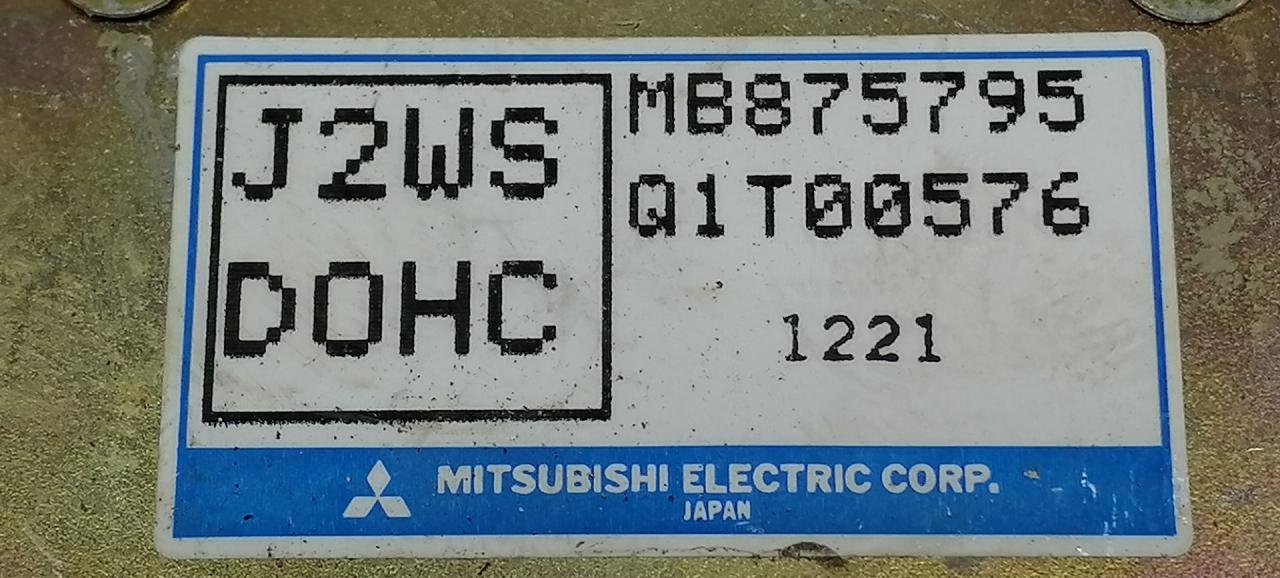 J2WS
DOHC
MB875795
Q1T00576
1221
MITSUBISHI ELECTRIC CORP.
JAPAN